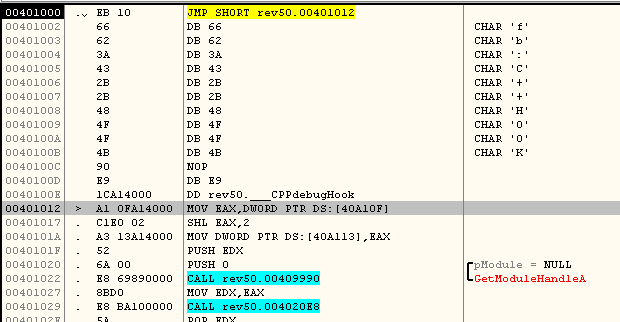 00401000 .v EB 10 JMP SHORT rev50.00401012
00401002 66 DB 66 CHAR 'f'
00401003 62 DB 62 CHAR 'b'
00401004 3A DB 3A CHAR ':'
00401005 43 DB 43 CHAR 'C'
00401006 2B DB 2B CHAR '+'
00401007 2B DB 2B CHAR '+'
00401008 48 DB 48 CHAR 'H'
00401009 4F DB 4F CHAR 'O'
0040100A 4F DB 4F CHAR 'O'
0040100B 4B DB 4B CHAR 'K'
0040100C 90 NOP
0040100D E9 DB E9
0040100E 1CA14000 DD rev50.___CPPdebugHook
00401012 > A1 0FA14000 MOV EAX,DWORD PTR DS:[40A10F]
00401017 . C1E0 02 SHL EAX,2
0040101A . A3 13A14000 MOV DWORD PTR DS:[40A113],EAX
0040101F . 52 PUSH EDX
00401020 . 6A 00 PUSH 0 pModule = NULL
00401022 . E8 69890000 CALL rev50.00409990 GetModuleHandleA
00401027 . 8BD0 MOV EDX,EAX
00401029 . E8 BA100000 CALL rev50.004020E8
0040102E . 5A POP EDX